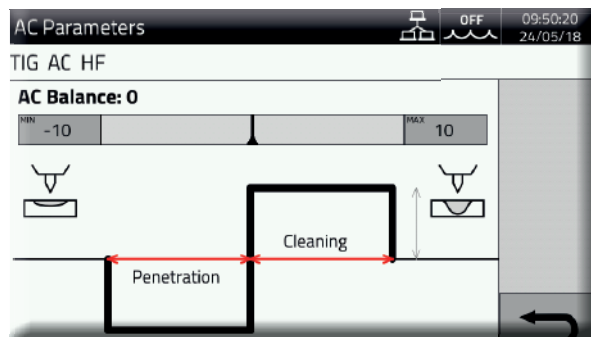 AC Parameters
OFF
09:50:20
24/05/18
TIG AC HF
AC Balance: 0
MIN -10
MAX 10
Cleaning
Penetration